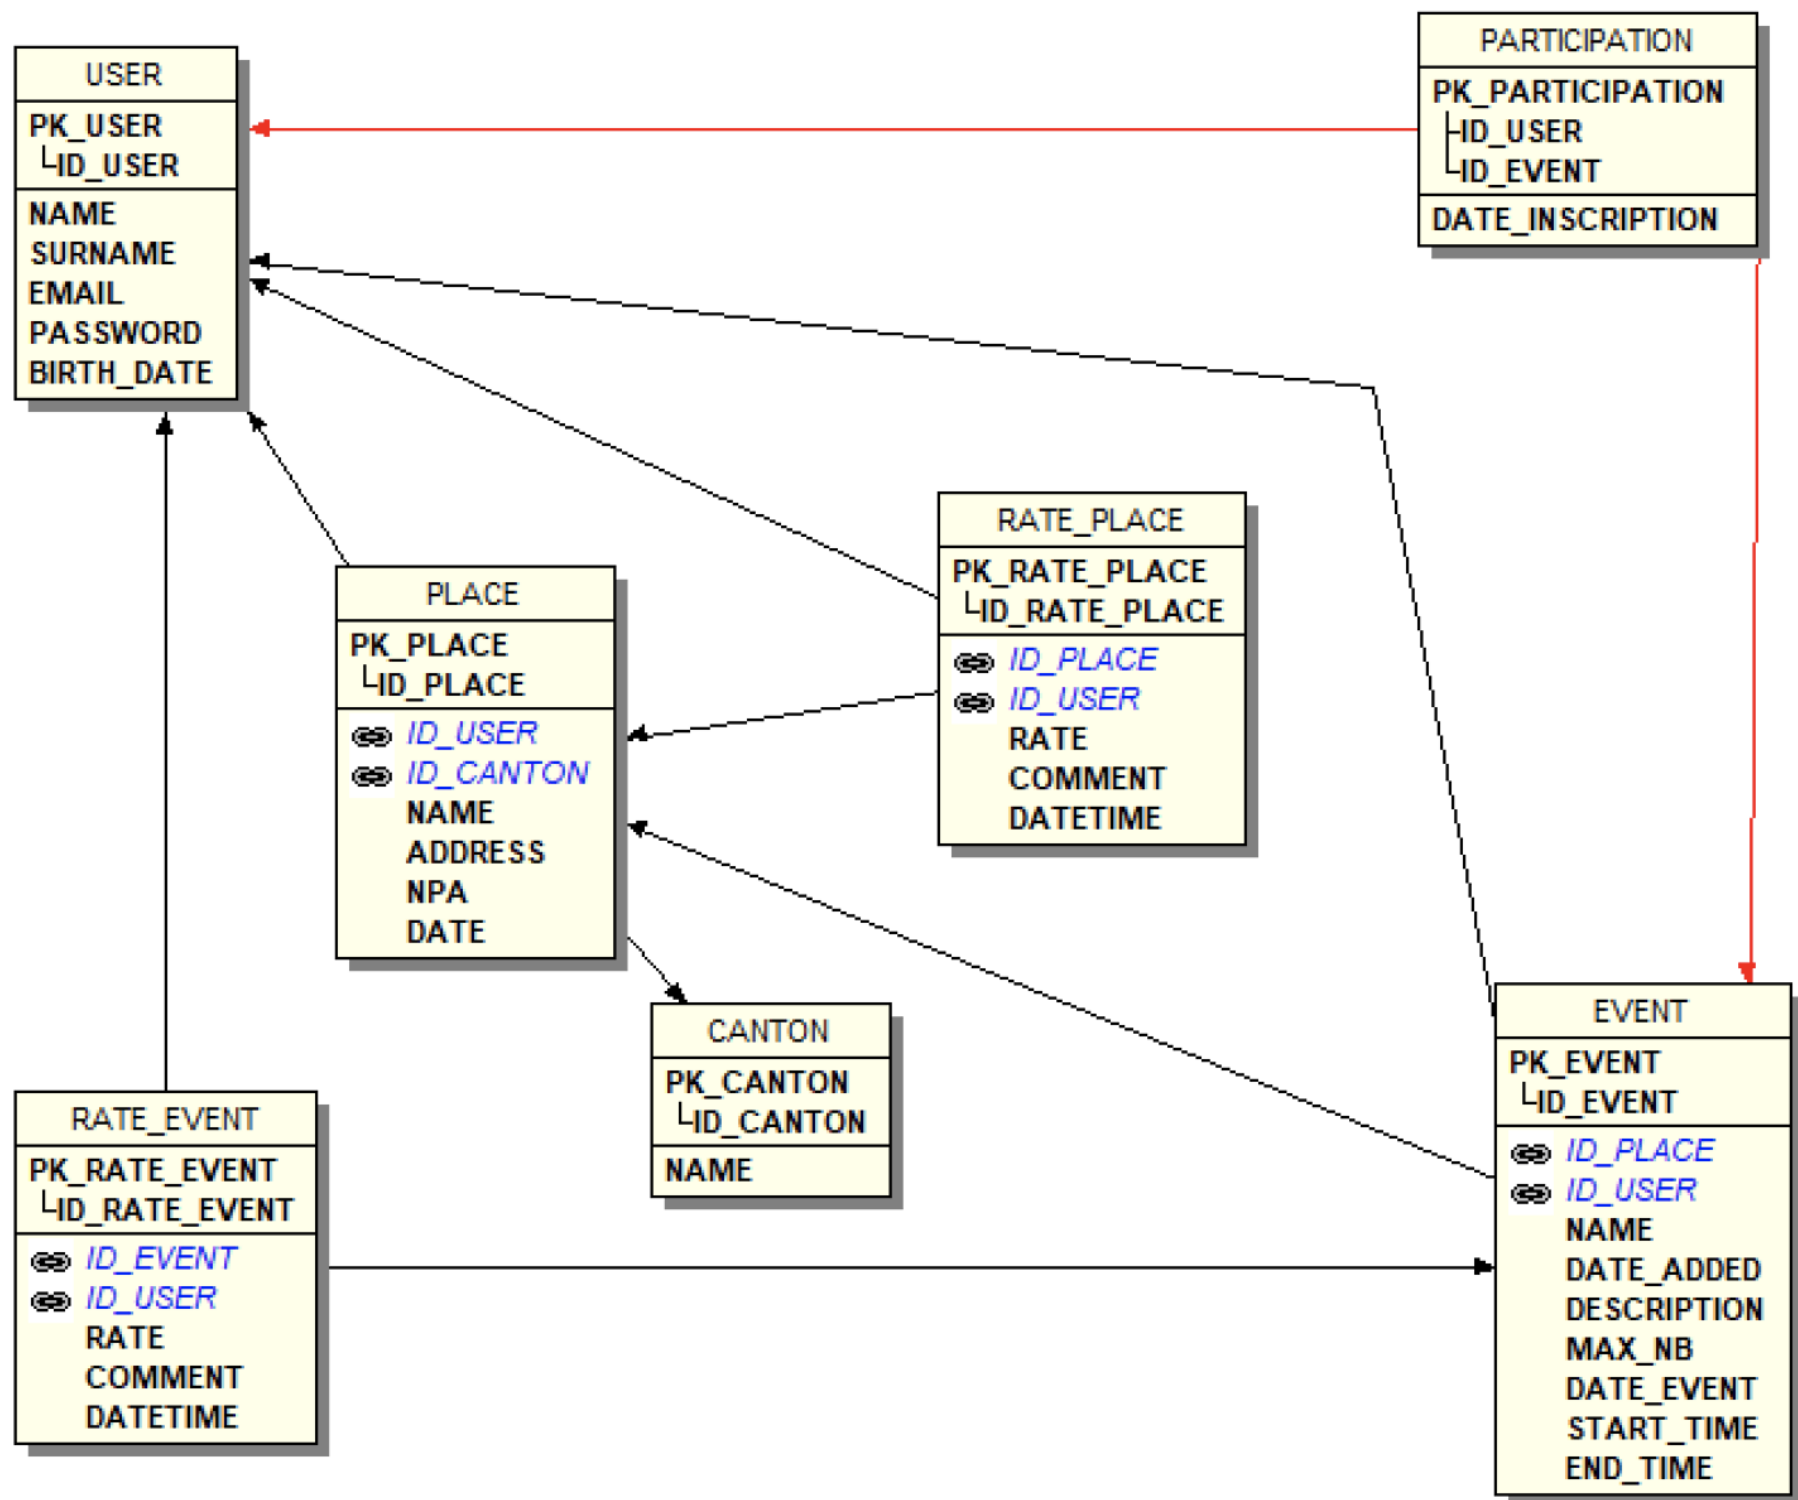 USER
PK_USER
ID_USER
NAME
SURNAME
EMAIL
PASSWORD
BIRTH_DATE
PARTICIPATION
PK_PARTICIPATION
ID_USER
ID_EVENT
DATE_INSCRIPTION
RATE_PLACE
PK_RATE_PLACE
ID_RATE_PLACE
ID_PLACE
ID_USER
RATE
COMMENT
DATETIME
PLACE
PK_PLACE
ID_PLACE
ID_USER
ID_CANTON
NAME
ADDRESS
NPA
DATE
CANTON
PK_CANTON
ID_CANTON
NAME
EVENT
PK_EVENT
ID_EVENT
ID_PLACE
ID_USER
NAME
DATE_ADDED
DESCRIPTION
MAX_NB
DATE_EVENT
START_TIME
END_TIME
RATE_EVENT
PK_RATE_EVENT
ID_RATE_EVENT
ID_EVENT
ID_USER
RATE
COMMENT
DATETIME